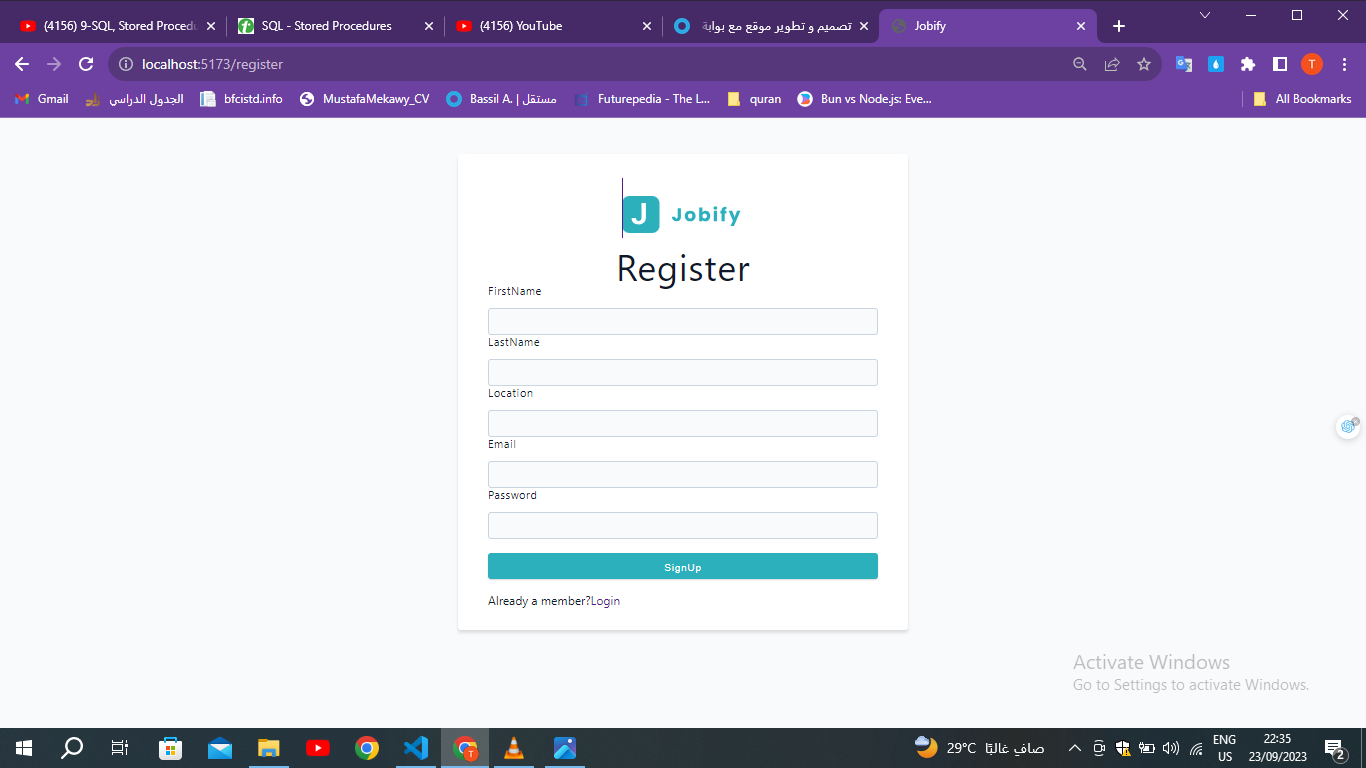 (4156) 9-SQL, Stored Procedu
SQL - Stored Procedures
(4156) YouTube
تصميم و تطوير موقع مع بوابة
Jobify
localhost:5173/register
Gmail
الجدول الدراسي
bfcistd.info
MustafaMekawy_CV
Bassil A. | مستقل
Futurepedia - The L...
quran
Bun vs Node.js: Eve...
All Bookmarks
J Jobify
Register
FirstName
LastName
Location
Email
Password
SignUp
Already a member?Login
Activate Windows
Go to Settings to activate Windows.
T
29°C صافٍ غالبًا
ENG
US
22:35
23/09/2023
2